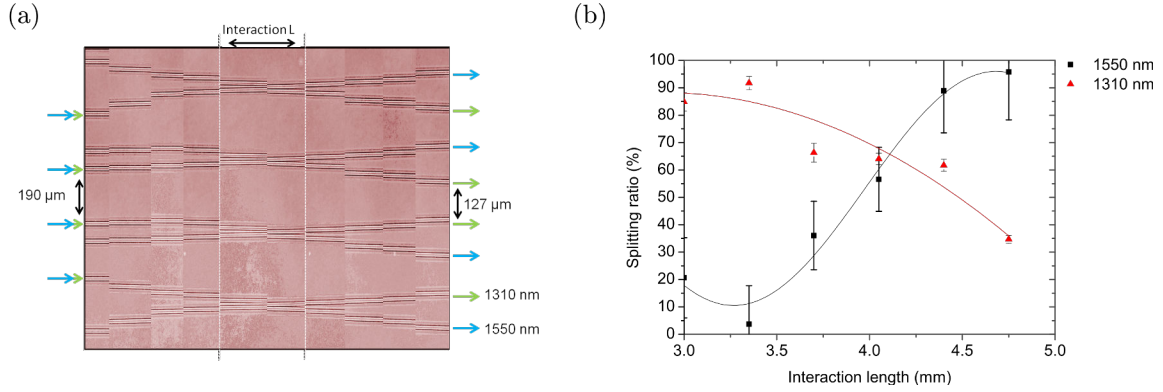 (a)
Interaction L
190 µm
127 µm
1310 nm
1550 nm
(b)
1550 nm
1310 nm
100
90
80
70
60
50
40
30
20
10
0
Splitting ratio (%)
3.0 3.5 4.0 4.5 5.0
Interaction length (mm)